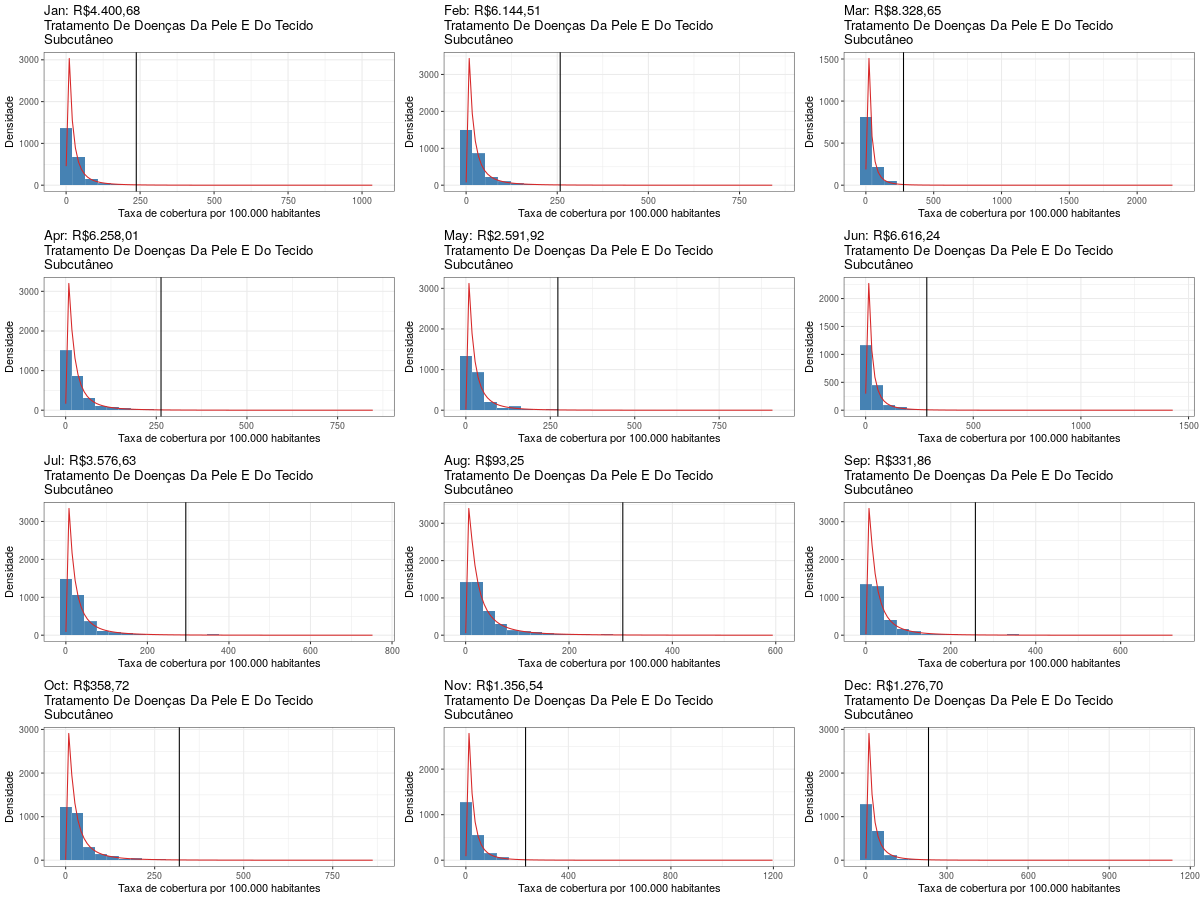 Jan: R$4.400,68
Tratamento De Doenças Da Pele E Do Tecido
Subcutâneo
3000
2000
1000
0
Densidade
0 250 500 750 1000
Taxa de cobertura por 100.000 habitantes
Feb: R$6.144,51
Tratamento De Doenças Da Pele E Do Tecido
Subcutâneo
3000
2000
1000
0
Densidade
0 250 500 750
Taxa de cobertura por 100.000 habitantes
Mar: R$8.328,65
Tratamento De Doenças Da Pele E Do Tecido
Subcutâneo
1500
1000
500
0
Densidade
0 500 1000 1500 2000
Taxa de cobertura por 100.000 habitantes
Apr: R$6.258,01
Tratamento De Doenças Da Pele E Do Tecido
Subcutâneo
3000
2000
1000
0
Densidade
0 250 500 750
Taxa de cobertura por 100.000 habitantes
May: R$2.591,92
Tratamento De Doenças Da Pele E Do Tecido
Subcutâneo
3000
2000
1000
0
Densidade
0 250 500 750
Taxa de cobertura por 100.000 habitantes
Jun: R$6.616,24
Tratamento De Doenças Da Pele E Do Tecido
Subcutâneo
2000
1500
1000
500
0
Densidade
0 500 1000 1500
Taxa de cobertura por 100.000 habitantes
Jul: R$3.576,63
Tratamento De Doenças Da Pele E Do Tecido
Subcutâneo
3000
2000
1000
0
Densidade
0 200 400 600 800
Taxa de cobertura por 100.000 habitantes
Aug: R$93,25
Tratamento De Doenças Da Pele E Do Tecido
Subcutâneo
3000
2000
1000
0
Densidade
0 200 400 600
Taxa de cobertura por 100.000 habitantes
Sep: R$331,86
Tratamento De Doenças Da Pele E Do Tecido
Subcutâneo
3000
2000
1000
0
Densidade
0 200 400 600
Taxa de cobertura por 100.000 habitantes
Oct: R$358,72
Tratamento De Doenças Da Pele E Do Tecido
Subcutâneo
3000
2000
1000
0
Densidade
0 250 500 750
Taxa de cobertura por 100.000 habitantes
Nov: R$1.356,54
Tratamento De Doenças Da Pele E Do Tecido
Subcutâneo
2000
1000
0
Densidade
0 400 800 1200
Taxa de cobertura por 100.000 habitantes
Dec: R$1.276,70
Tratamento De Doenças Da Pele E Do Tecido
Subcutâneo
3000
2000
1000
0
Densidade
0 300 600 900 1200
Taxa de cobertura por 100.000 habitantes